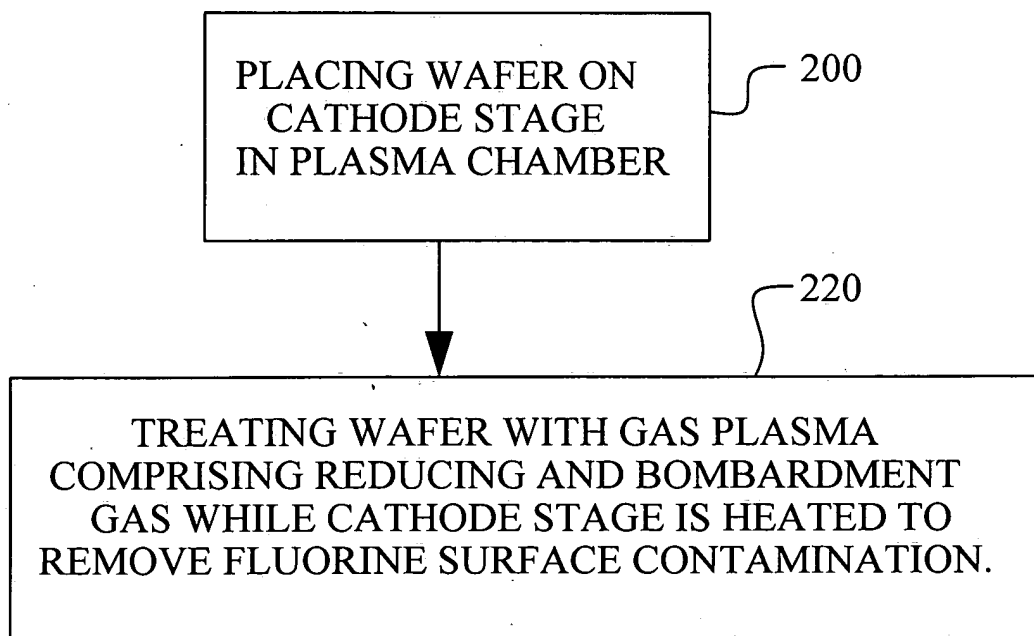 PLACING WAFER ON
CATHODE STAGE
IN PLASMA CHAMBER
200
220
TREATING WAFER WITH GAS PLASMA
COMPRISING REDUCING AND BOMBARDMENT
GAS WHILE CATHODE STAGE IS HEATED TO
REMOVE FLUORINE SURFACE CONTAMINATION.